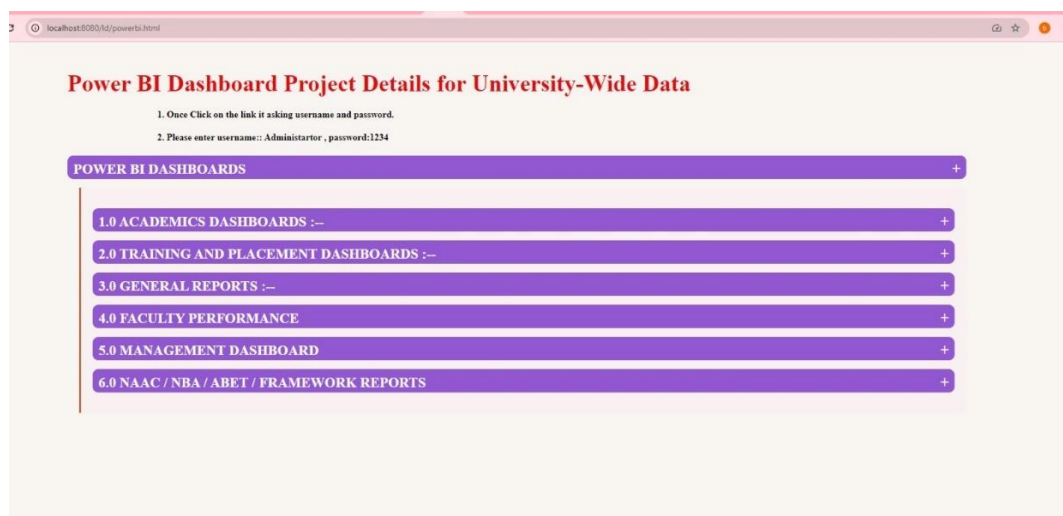 localhost:8080/ld/powerbi.html
Power BI Dashboard Project Details for University-Wide Data
1. Once Click on the link it asking username and password.
2. Please enter username:: Administartor , password:1234
POWER BI DASHBOARDS +
1.0 ACADEMICS DASHBOARDS :-- +
2.0 TRAINING AND PLACEMENT DASHBOARDS :-- +
3.0 GENERAL REPORTS :-- +
4.0 FACULTY PERFORMANCE +
5.0 MANAGEMENT DASHBOARD +
6.0 NAAC / NBA / ABET / FRAMEWORK REPORTS +